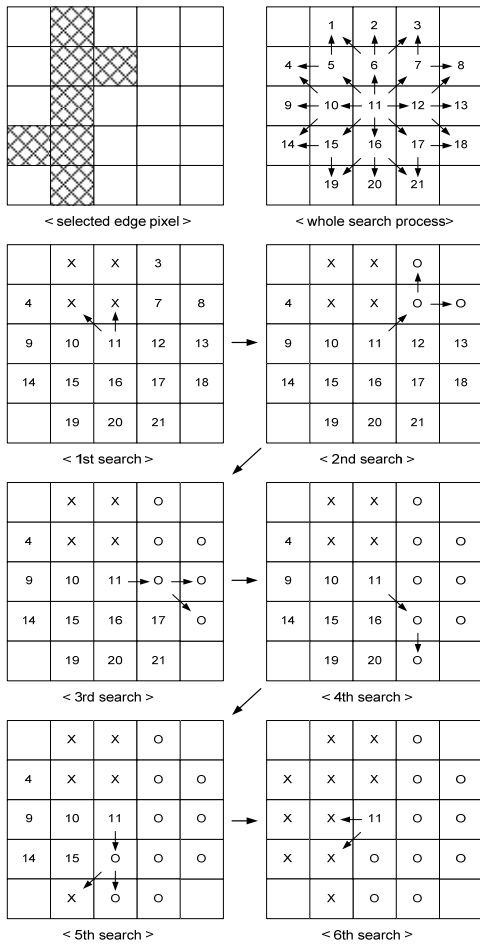 < selected edge pixel >
1 2 3
4 5 6 7 8
9 10 11 12 13
14 15 16 17 18
19 20 21
< whole search process>
X X 3
4 X X 7 8
9 10 11 12 13
14 15 16 17 18
19 20 21
< 1st search >
X X O
4 X X O O
9 10 11 12 13
14 15 16 17 18
19 20 21
< 2nd search >
X X O
4 X X O O
9 10 11 O O
14 15 16 17 O
19 20 21
< 3rd search >
X X O
4 X X O O
9 10 11 O O
14 15 16 O O
19 20 O
< 4th search >
X X O
4 X X O O
9 10 11 O O
14 15 O O O
X O O
< 5th search >
X X O
X X X O O
X X 11 O O
X X O O O
X O O
< 6th search >